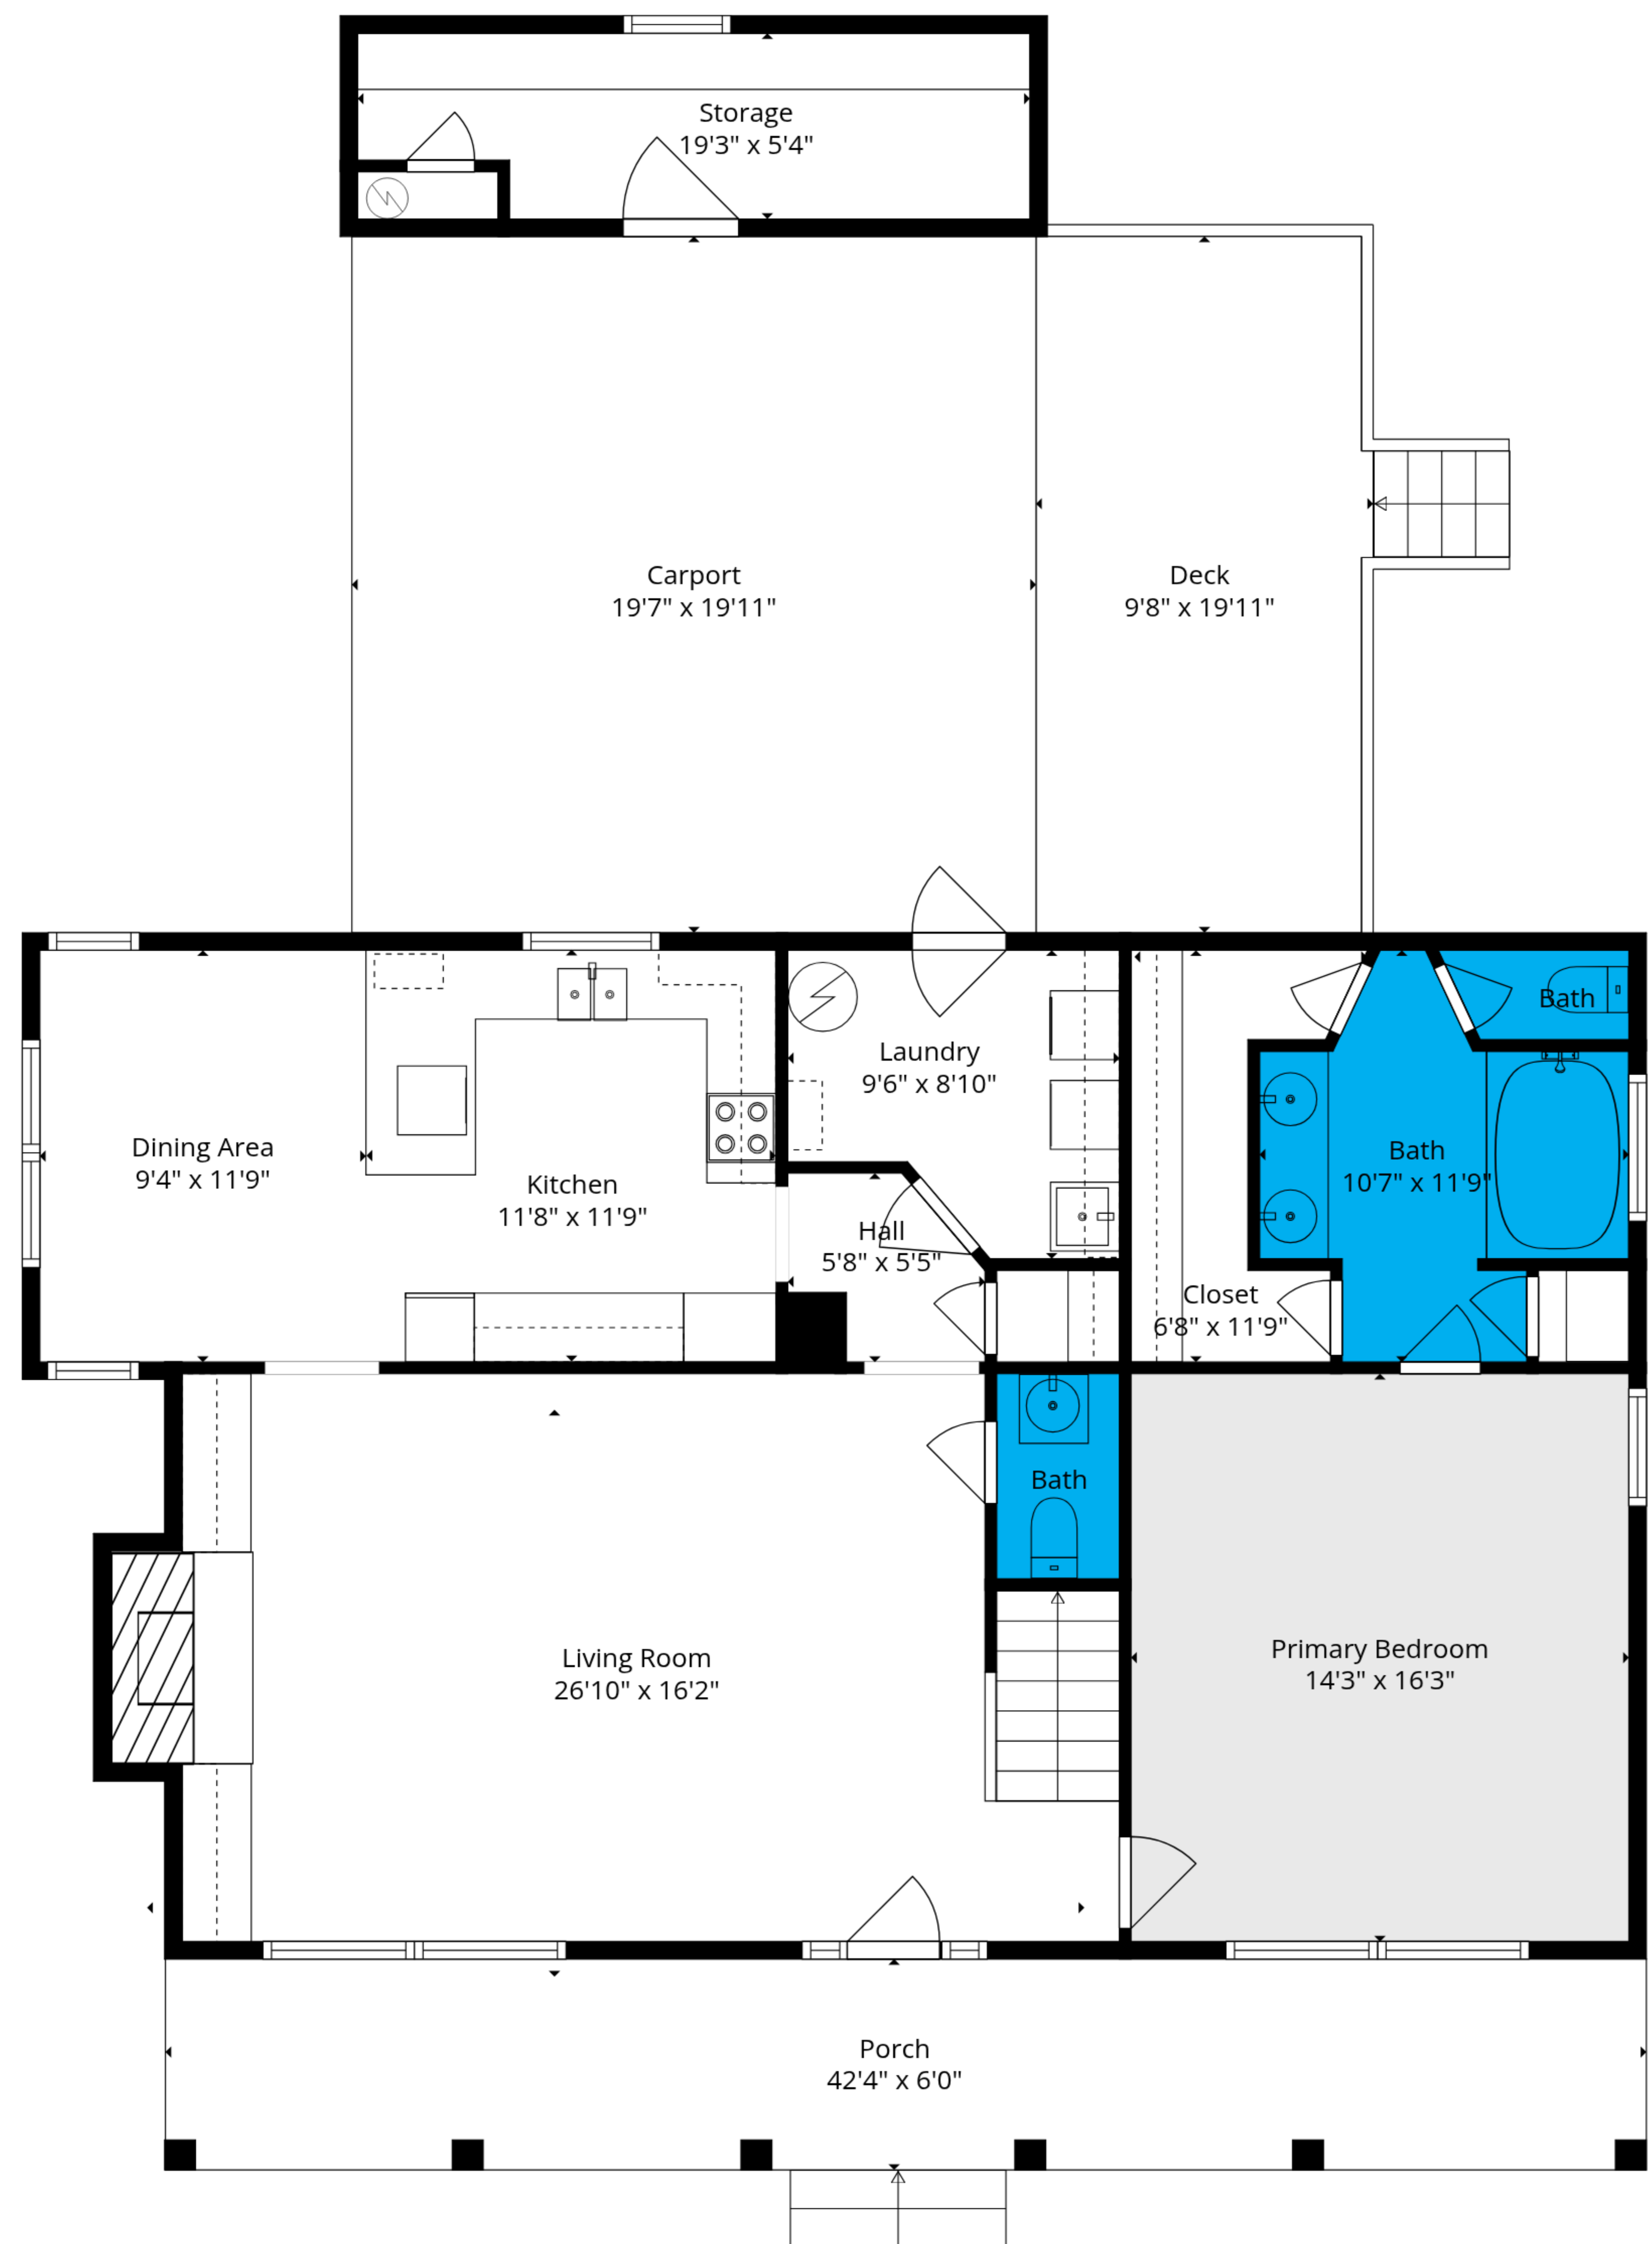 Storage
19'3" x 5'4"
Carport
19'7" x 19'11"
Deck
9'8" x 19'11"
Bath
Laundry
9'6" x 8'10"
Dining Area
9'4" x 11'9"
Bath
10'7" x 11'9"
Kitchen
11'8" x 11'9"
Hall
5'8" x 5'5"
Closet
6'8" x 11'9"
Bath
Living Room
26'10" x 16'2"
Primary Bedroom
14'3" x 16'3"
Porch
42'4" x 6'0"